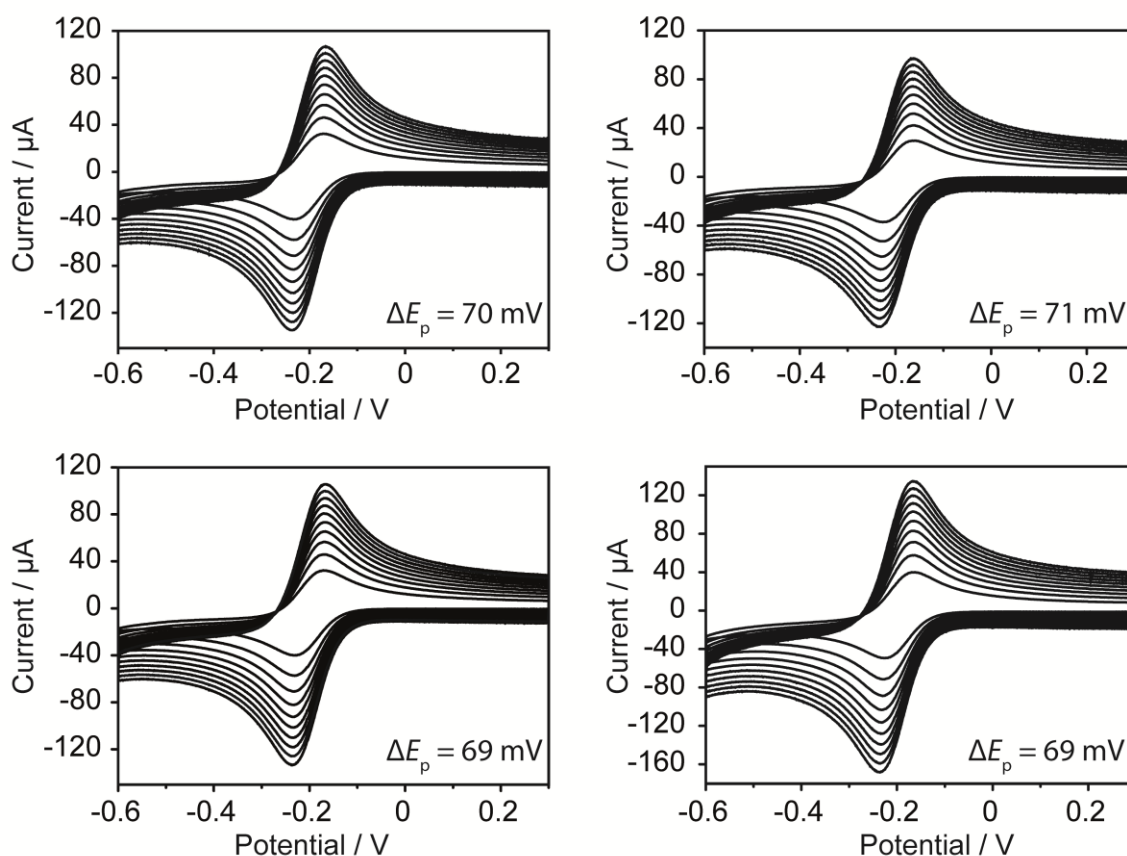 120
80
40
0
-40
-80
-120
Current / µA
ΔEp = 70 mV
-0.6 -0.4 -0.2 0 0.2
Potential / V
120
80
40
0
-40
-80
-120
Current / µA
ΔEp = 71 mV
-0.6 -0.4 -0.2 0 0.2
Potential / V
120
80
40
0
-40
-80
-120
Current / µA
ΔEp = 69 mV
-0.6 -0.4 -0.2 0 0.2
Potential / V
120
80
40
0
-40
-80
-130
-160
Current / µA
ΔEp = 69 mV
-0.6 -0.4 -0.2 0 0.2
Potential / V